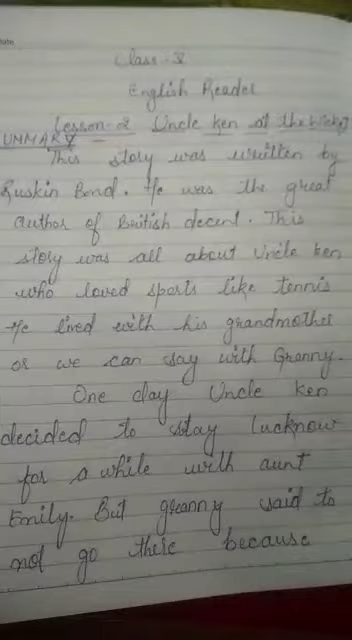 Date
Class - V
English Reader
Lesson-2 Uncle Ken at the Wicket
SUMMARY
This story was written by
Ruskin Bond. He was the great
author of British decent. This
story was all about Uncle Ken
who loved sports like tennis
He lived with his grandmother
or we can say with Granny.
One day Uncle Ken
decided to stay lucknow
for a while with aunt
Emily. But granny said to
not go there because